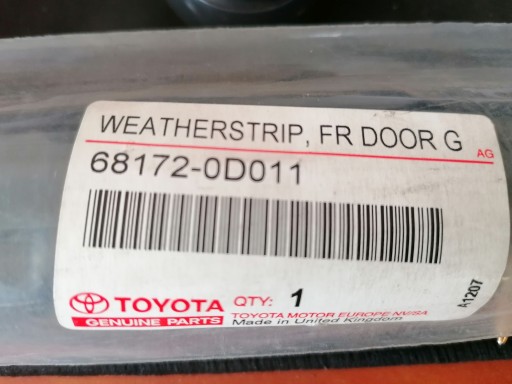 WEATHERSTRIP, FR DOOR G
AG
68172-0D011
TOYOTA
GENUINE PARTS
QTY: 1
TOYOTA MOTOR EUROPE NV/SA
Made in United Kingdom
A1207